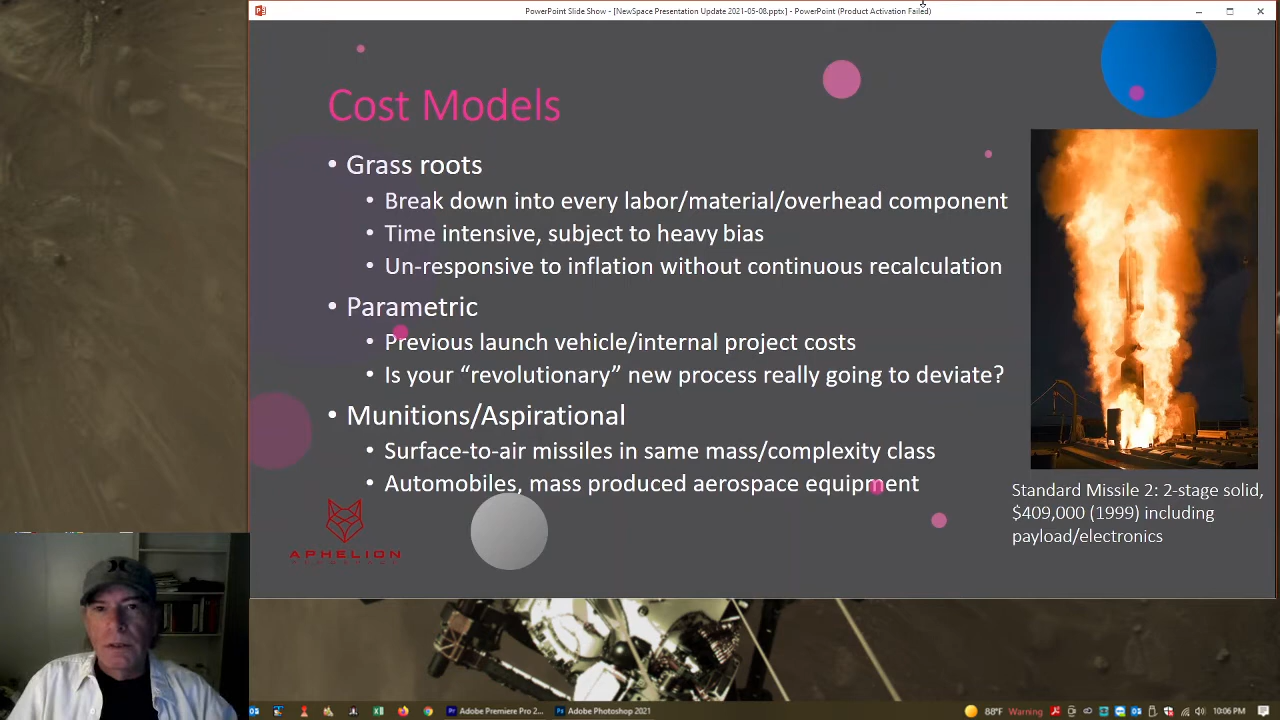 PowerPoint Slide Show - [NewSpace Presentation Update 2021-05-08.pptx] - PowerPoint (Product Activation Failed)
Cost Models
• Grass roots
• Break down into every labor/material/overhead component
• Time intensive, subject to heavy bias
• Un-responsive to inflation without continuous recalculation
• Parametric
• Previous launch vehicle/internal project costs
• Is your “revolutionary” new process really going to deviate?
• Munitions/Aspirational
• Surface-to-air missiles in same mass/complexity class
• Automobiles, mass produced aerospace equipment
Standard Missile 2: 2-stage solid,
$409,000 (1999) including
payload/electronics
APHELION
Adobe Premiere Pro 2...
Adobe Photoshop 2021
88°F Warning
10:06 PM